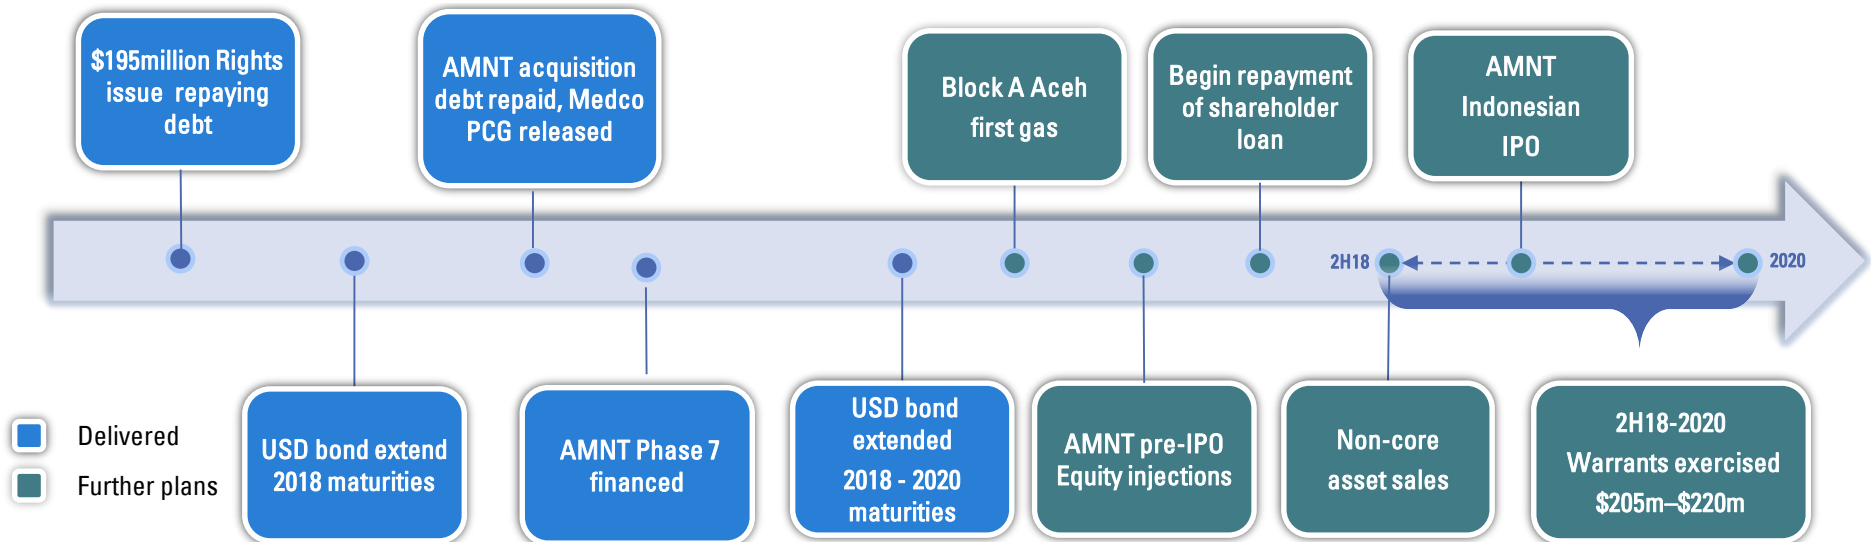 $195million Rights
issue repaying
debt
AMNT acquisition
debt repaid, Medco
PCG released
Block A Aceh
first gas
Begin repayment
of shareholder
loan
AMNT
Indonesian
IPO
2H18
2020
USD bond extend
2018 maturities
AMNT Phase 7
financed
USD bond
extended
2018 - 2020
maturities
AMNT pre-IPO
Equity injections
Non-core
asset sales
2H18-2020
Warrants exercised
$205m–$220m
Delivered
Further plans